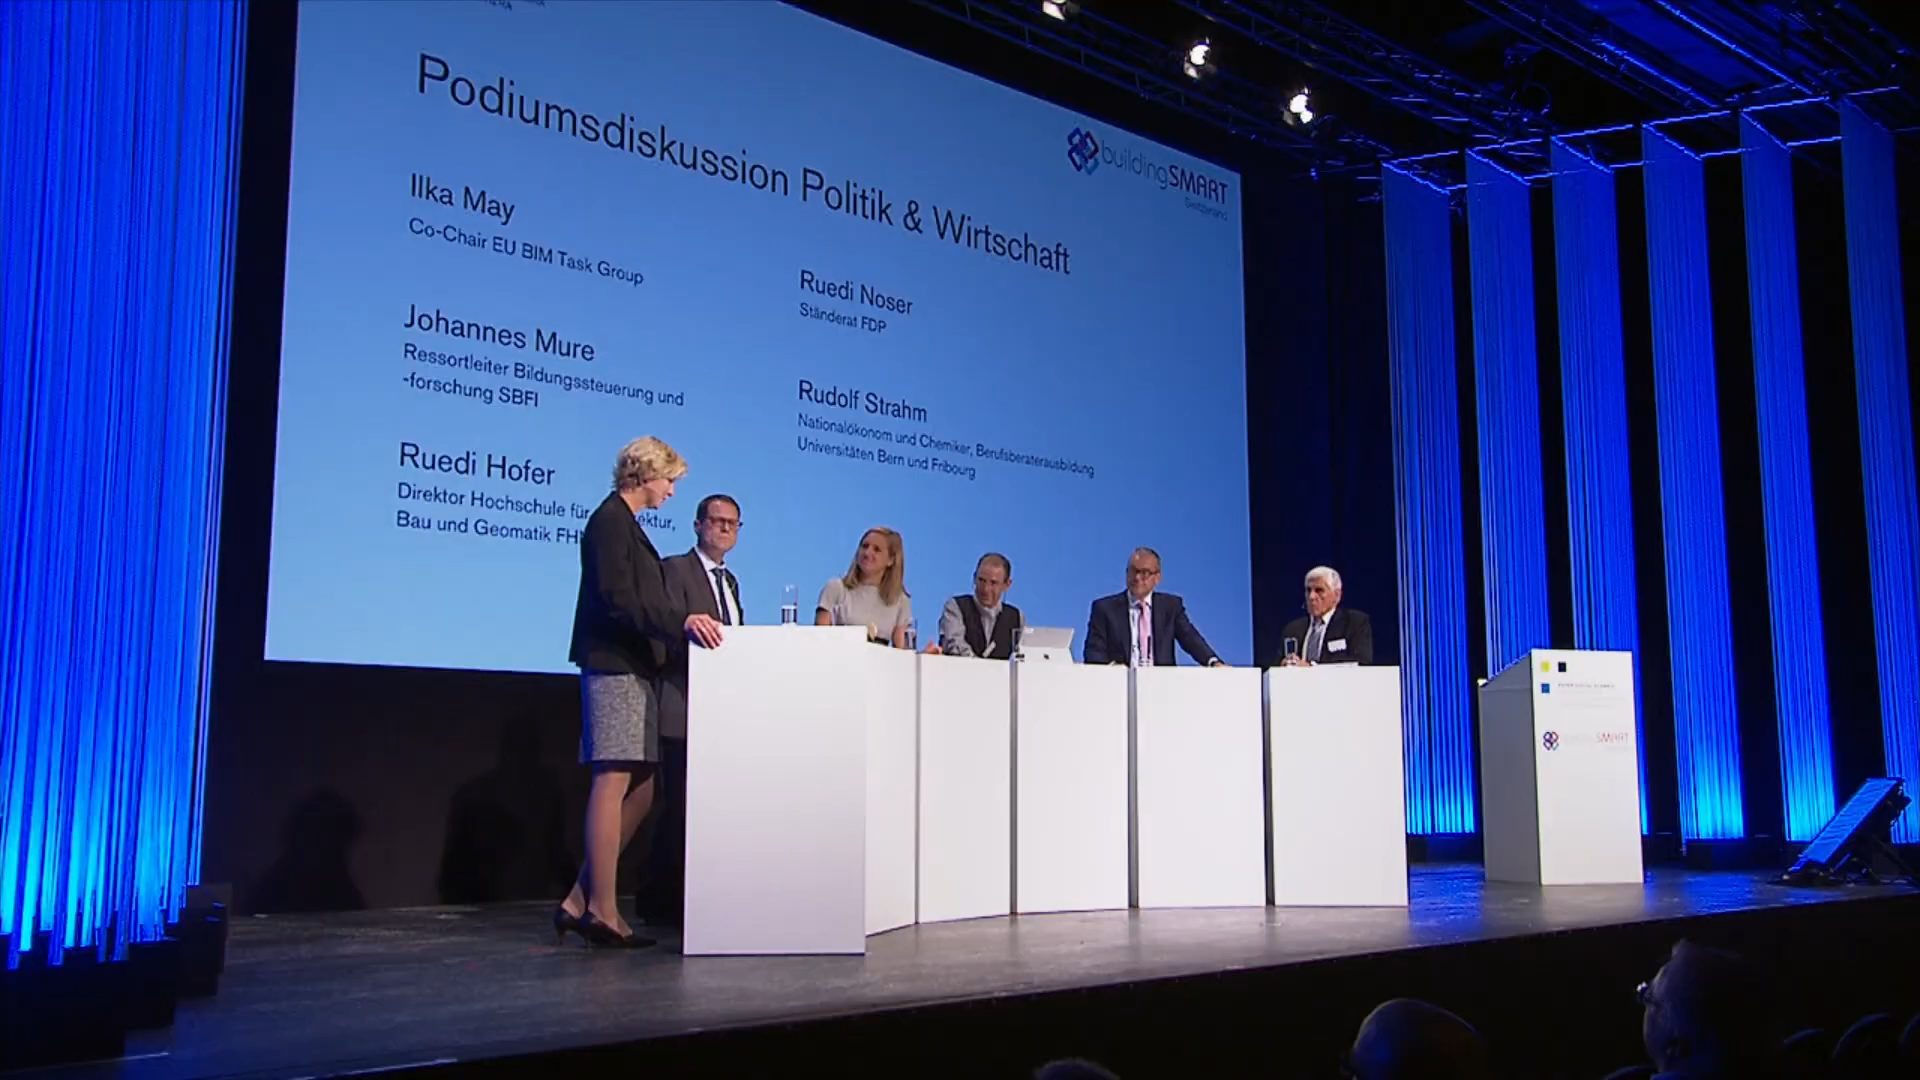 Podiumsdiskussion Politik & Wirtschaft
buildingSMART
Switzerland
Ilka May
Co-Chair EU BIM Task Group
Johannes Mure
Ressortleiter Bildungssteuerung und
-forschung SBFI
Ruedi Hofer
Direktor Hochschule für
Bau und Geomatik
Ruedi Noser
Ständerat FDP
Rudolf Strahm
Nationalökonom und Chemiker, Berufsberaterausbildung
Universitäten Bern und Fribourg
buildingSMART